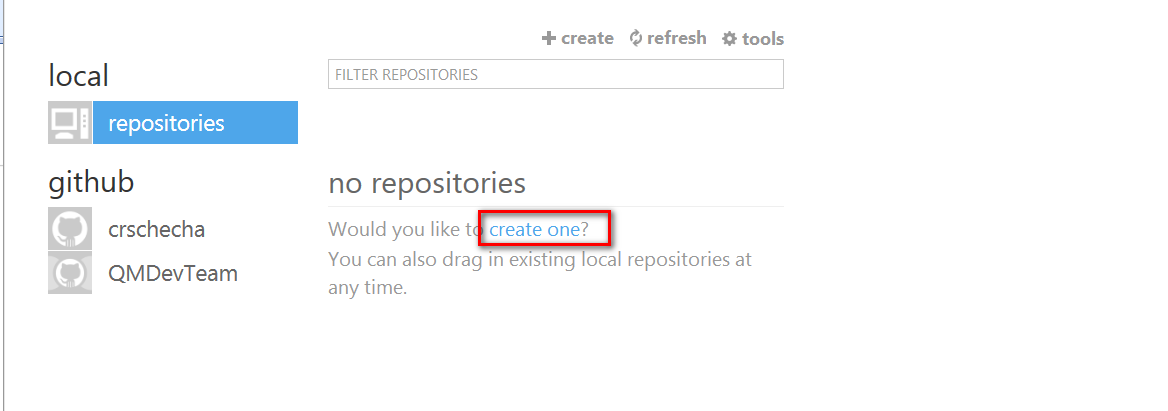 create refresh tools
local
FILTER REPOSITORIES
repositories
github
crschecha
QMDevTeam
no repositories
Would you like to create one?
You can also drag in existing local repositories at
any time.